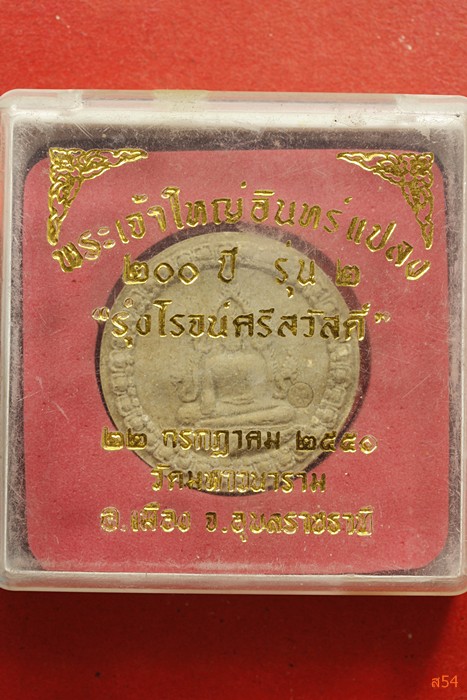 พระเจ้าใหญ่อินทร์แปลง
๒๐๐ ปี รุ่น ๒
"รุ่งโรจน์ศรีสวัสดิ์"
๒๒ กรกฎาคม ๒๕๕๐
วัดมหาวนาราม
อ.เมือง จ.อุบลราชธานี
ส54